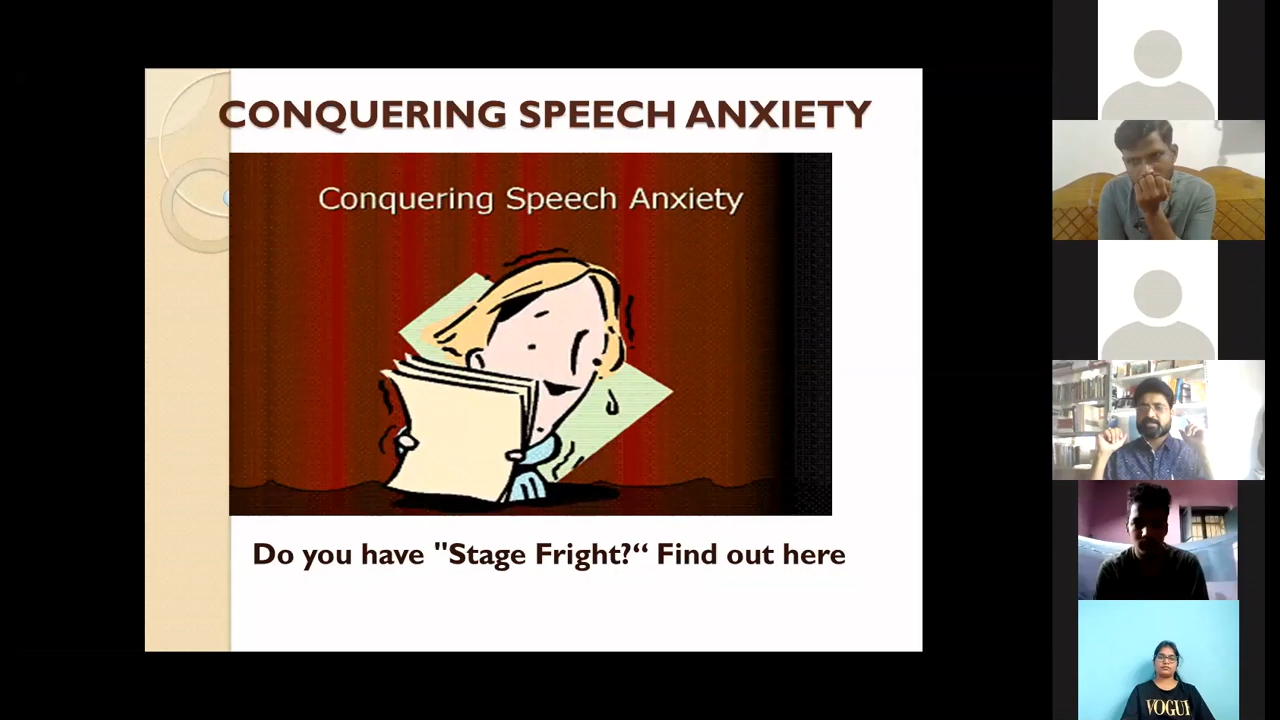 CONQUERING SPEECH ANXIETY
Conquering Speech Anxiety
Do you have "Stage Fright?“ Find out here
VOGUE